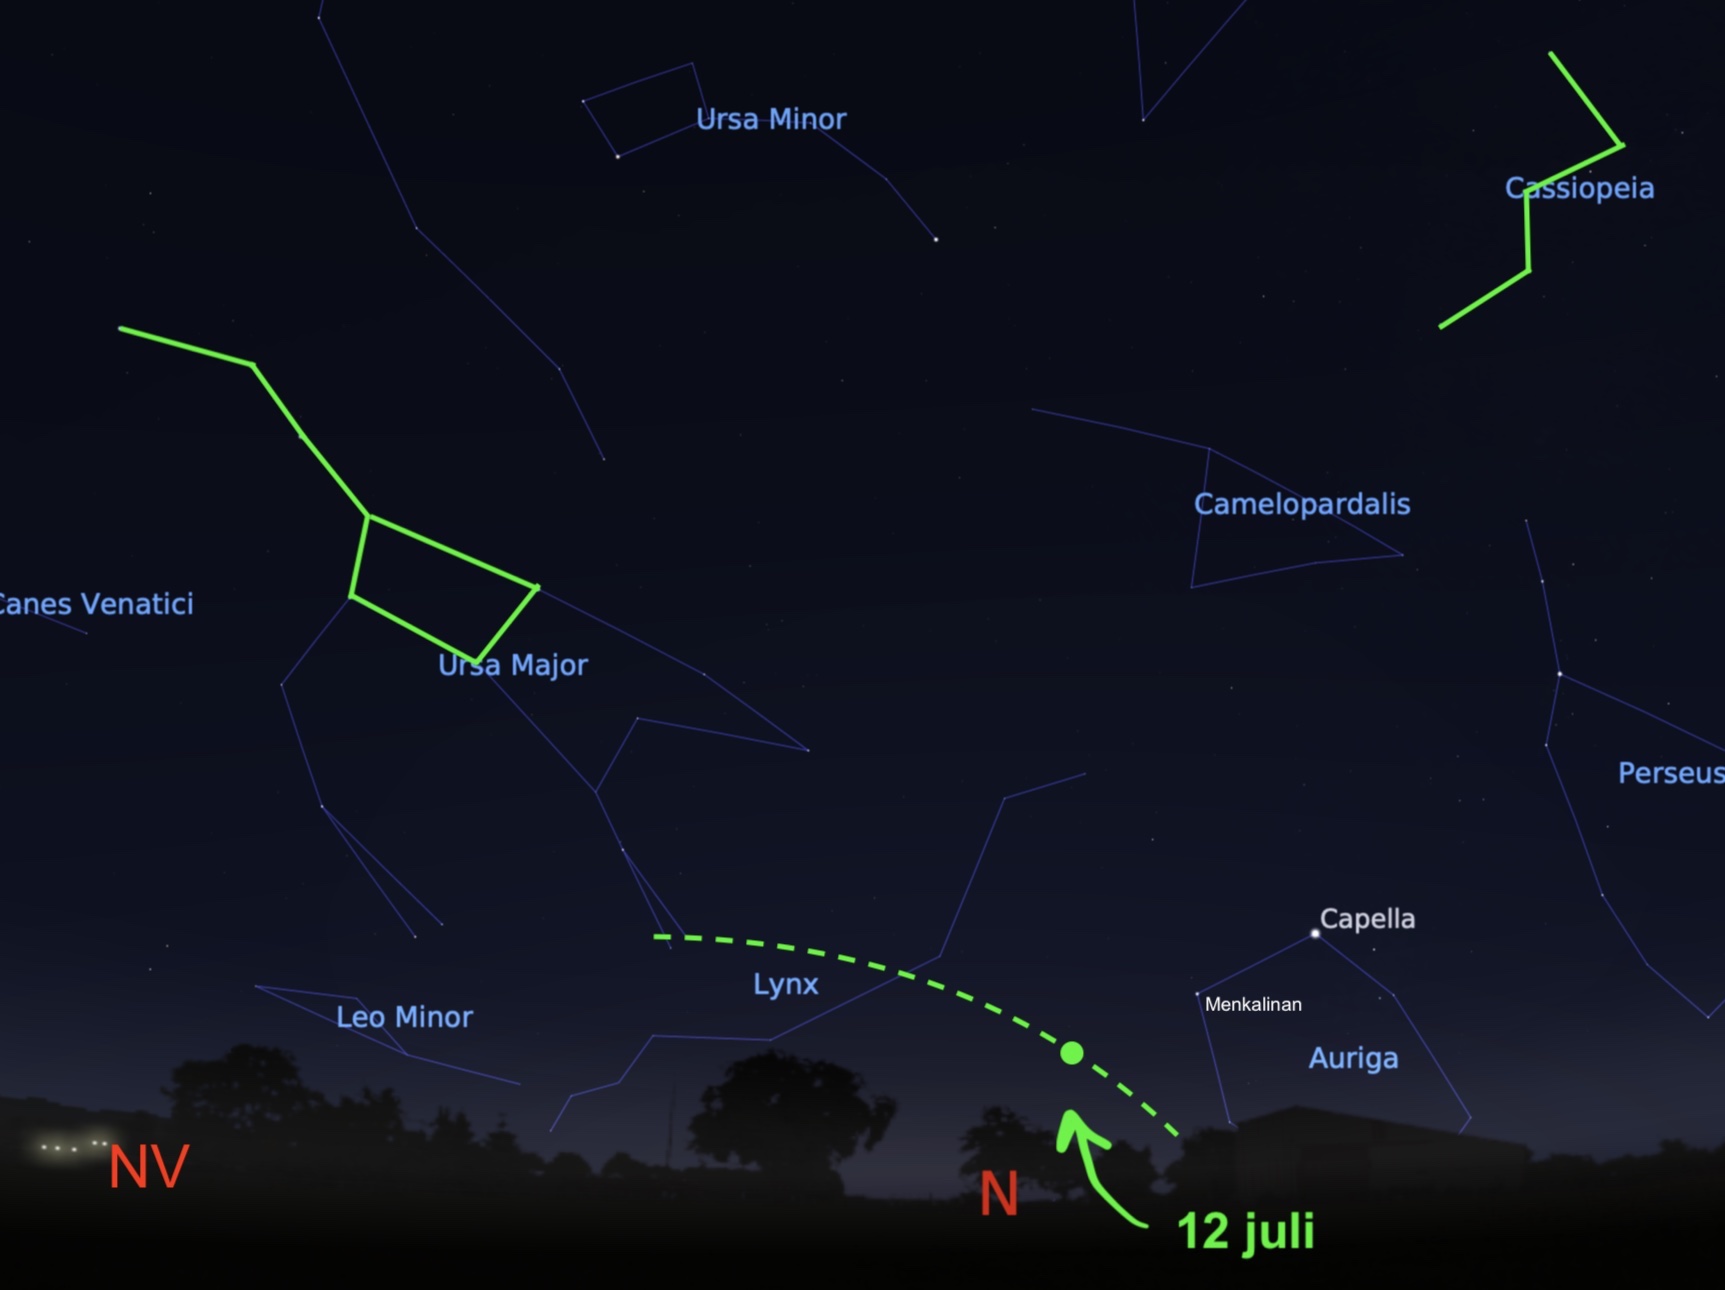 Ursa Minor
Cassiopeia
Camelopardalis
Canes Venatici
Ursa Major
Perseus
Capella
Lynx
Menkalinan
Leo Minor
Auriga
NV
N
12 juli